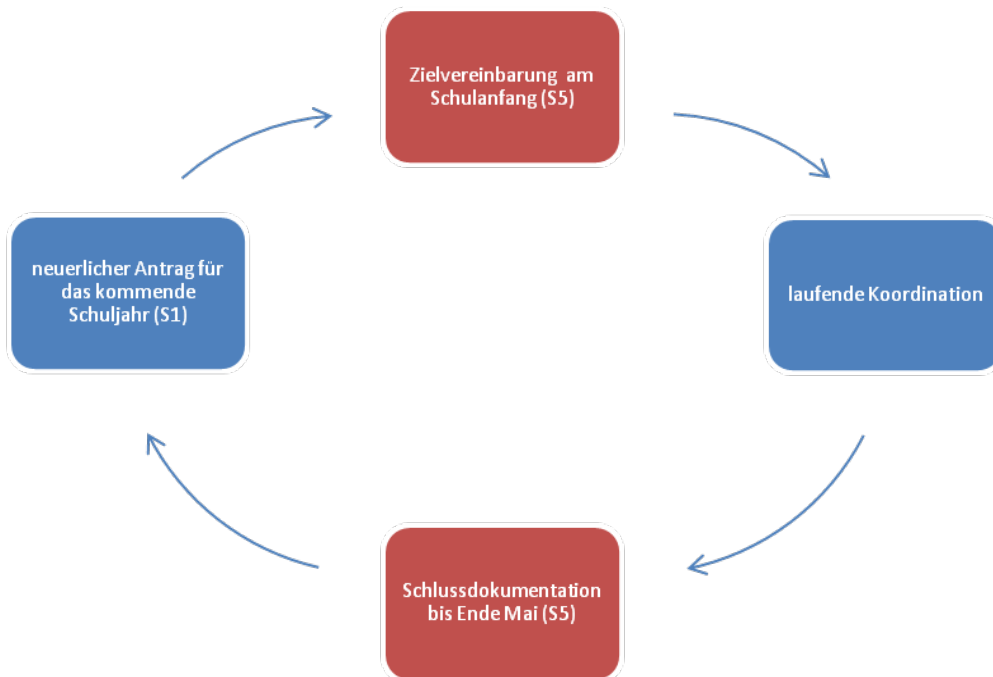 Zielvereinbarung am
Schulanfang (S5)
neuerlicher Antrag für
das kommende
Schuljahr (S1)
laufende Koordination
Schlussdokumentation
bis Ende Mai (S5)